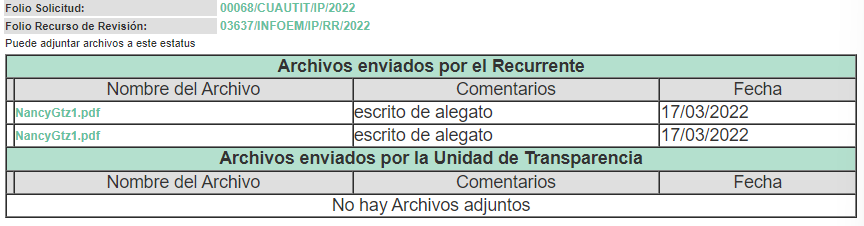 Folio Solicitud: 00068/CUAUTIT/IP/2022
Folio Recurso de Revisión: 03637/INFOEM/IP/RR/2022
Puede adjuntar archivos a este estatus
Archivos enviados por el Recurrente
Nombre del Archivo Comentarios Fecha
NancyGtz1.pdf escrito de alegato 17/03/2022
NancyGtz1.pdf escrito de alegato 17/03/2022
Archivos enviados por la Unidad de Transparencia
Nombre del Archivo Comentarios Fecha
No hay Archivos adjuntos